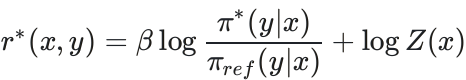 r*(x, y) = β log π*(y|x) / π_ref(y|x) + log Z(x)